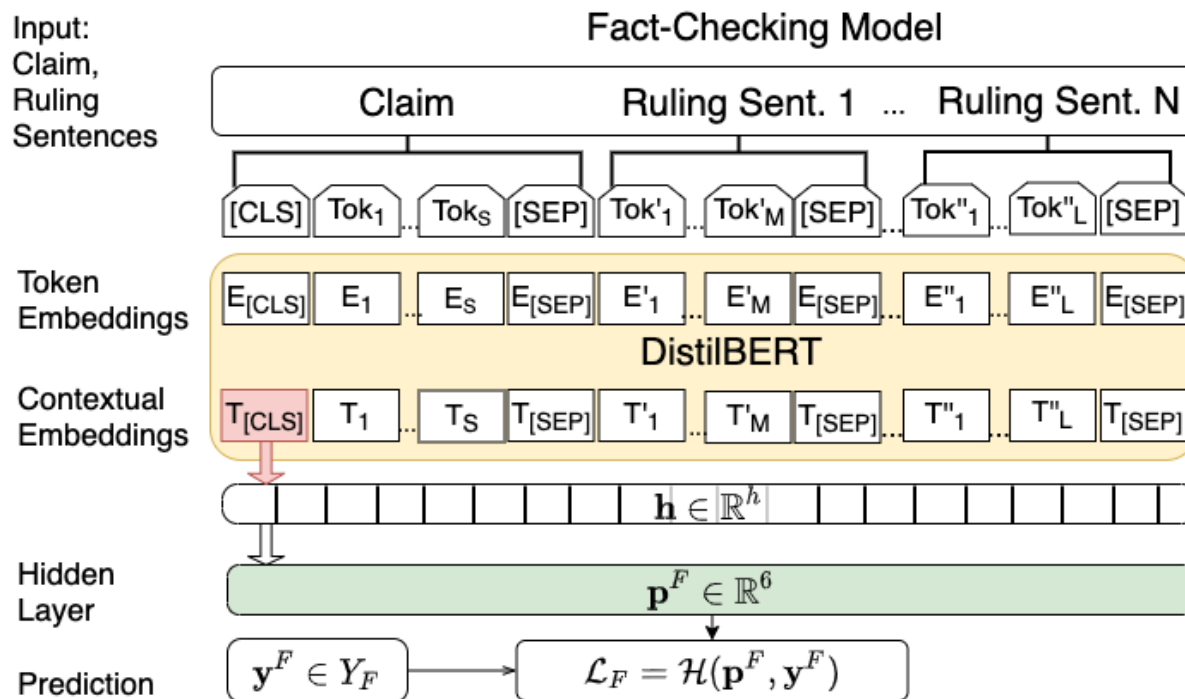 Input:
Claim,
Ruling
Sentences
Fact-Checking Model
Claim Ruling Sent. 1 ... Ruling Sent. N
[CLS] Tok₁ ... Tokₛ [SEP] Tok'₁ ... Tok'M [SEP] ... Tok"₁ ... Tok"L [SEP]
Token
Embeddings
E[CLS] E₁ ... Eₛ E[SEP] E'₁ ... E'M E[SEP] ... E"₁ ... E"L E[SEP]
DistilBERT
Contextual
Embeddings
T[CLS] T₁ ... Tₛ T[SEP] T'₁ ... T'M T[SEP] ... T"₁ ... T"L T[SEP]
h ∈ ℝʰ
Hidden
Layer
pF ∈ ℝ⁶
Prediction
yF ∈ YF
ℒF = ℋ(pF, yF)